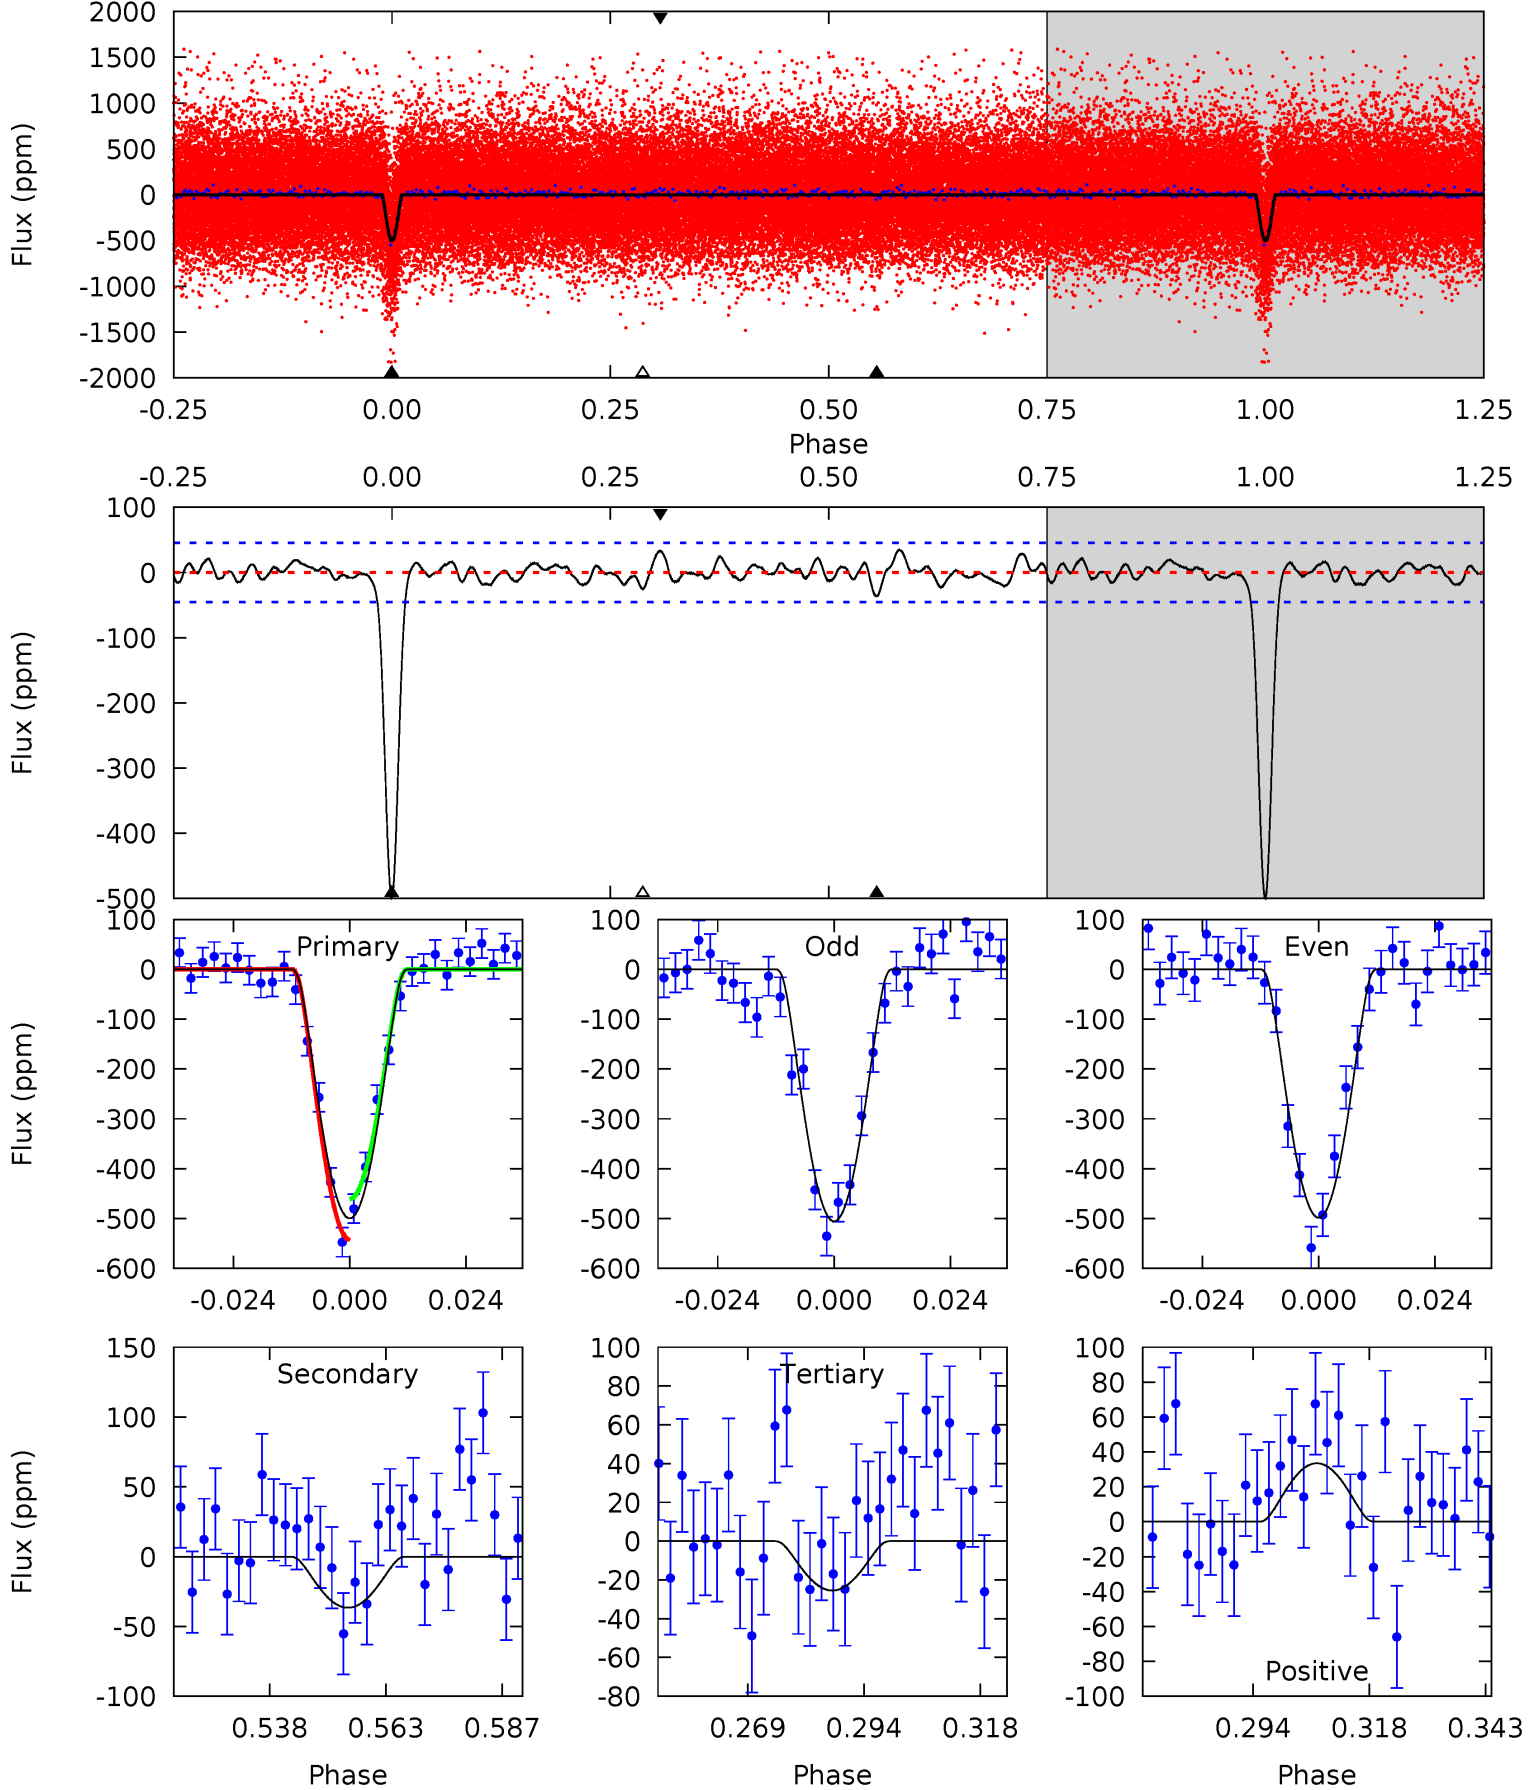 2000
1500
1000
500
0
-500
-1000
-1500
-2000
Flux (ppm)
-0.25 0.00 0.25 0.50 0.75 1.00 1.25
Phase
-0.25 0.00 0.25 0.50 0.75 1.00 1.25
100
0
-100
-200
-300
-400
-500
Flux (ppm)
Primary Odd Even
100 100 100
0 0 0
-100 -100 -100
-200 -200 -200
-300 -300 -300
-400 -400 -400
-500 -500 -500
-600 -600 -600
Flux (ppm)
-0.024 0.000 0.024 -0.024 0.000 0.024 -0.024 0.000 0.024
Secondary Tertiary
150
100
50
0
-50
-100
Flux (ppm)
100
80
60
40
20
0
-20
-40
-60
-80
100
80
60
40
20
0
-20
-40
-60
-80
-100
Positive
0.538 0.563 0.587 0.269 0.294 0.318 0.294 0.318 0.343
Phase Phase Phase